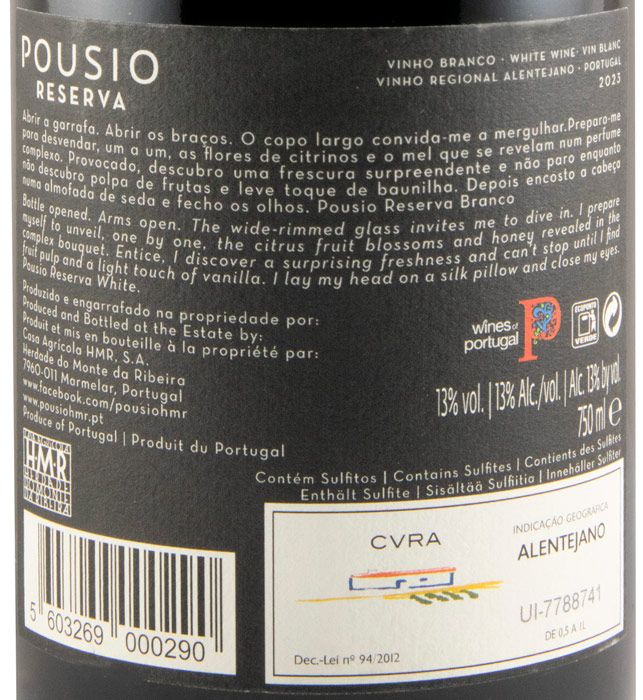 POUSIO
RESERVA
VINHO BRANCO · WHITE WINE · VIN BLANC
VINHO REGIONAL ALENTEJANO · PORTUGAL
2023
Abrir a garrafa. Abrir os braços. O copo largo convida-me a mergulhar.Preparo-me
para desvendar, um a um, as flores de citrinos e o mel que se revelam num perfume
complexo. Provocado, descubro uma frescura surpreendente e não paro enquanto
não descubro polpa de frutas e leve toque de baunilha. Depois encosto a cabeça
numa almofada de seda e fecho os olhos. Pousio Reserva Branco
Bottle opened. Arms open. The wide-rimmed glass invites me to dive in. I prepare
myself to unveil, one by one, the citrus fruit blossoms and honey revealed in the
complex bouquet. Entice. I discover a surprising freshness and can't stop until I find
fruit pulp and a light touch of vanilla. I lay my head on a silk pillow and close my eyes.
Pousio Reserva White.
Produzido e engarrafado na propriedade por:
Produced and Bottled at the Estate by:
Produit et mis en bouteille à la propriété par:
Casa Agrícola HMR, S.A.
Herdade do Monte da Ribeira
7960-011 Marmelar, Portugal
www.facebook.com/pousiohmr
www.pousiohmr.pt
Produce of Portugal | Produit du Portugal
wines of
portugal
P
ECOPONTO
VERDE
13% vol. | 13% Alc./vol. | Alc. 13% by vol.
750 ml e
Contém Sulfitos | Contains Sulfites | Contients des Sulfites
Enthält Sulfite | Sisältää Sulfiitia | Innehåller Sulfiter
H·M·R
HERDADE
DO MONTE
DA RIBEIRA
5 603269 000290
CVRA
Dec.-Lei nº 94/2012
INDICAÇÃO GEOGRÁFICA
ALENTEJANO
UI-7788741
DE 0,5 A 1L